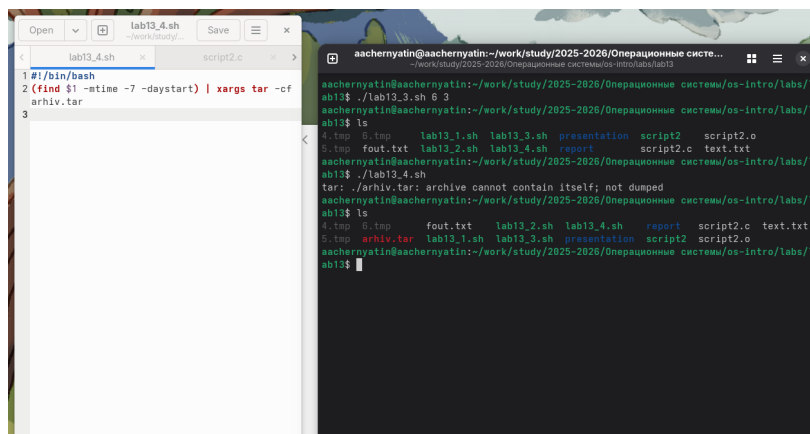 Open
lab13_4.sh
~/work/study/...
Save
lab13_4.sh
script2.c
1 #!/bin/bash
2 (find $1 -mtime -7 -daystart) | xargs tar -cf
arhiv.tar
3
aachernyatin@aachernyatin:~/work/study/2025-2026/Операционные систе...
~/work/study/2025-2026/Операционные системы/os-intro/labs/lab13
aachernyatin@aachernyatin:~/work/study/2025-2026/Операционные системы/os-intro/labs/l
ab13$ ./lab13_3.sh 6 3
aachernyatin@aachernyatin:~/work/study/2025-2026/Операционные системы/os-intro/labs/l
ab13$ ls
4.tmp 6.tmp lab13_1.sh lab13_3.sh presentation script2 script2.o
5.tmp fout.txt lab13_2.sh lab13_4.sh report script2.c text.txt
aachernyatin@aachernyatin:~/work/study/2025-2026/Операционные системы/os-intro/labs/l
ab13$ ./lab13_4.sh
tar: ./arhiv.tar: archive cannot contain itself; not dumped
aachernyatin@aachernyatin:~/work/study/2025-2026/Операционные системы/os-intro/labs/l
ab13$ ls
4.tmp 6.tmp fout.txt lab13_2.sh lab13_4.sh report script2.c text.txt
5.tmp arhiv.tar lab13_1.sh lab13_3.sh presentation script2 script2.o
aachernyatin@aachernyatin:~/work/study/2025-2026/Операционные системы/os-intro/labs/l
ab13$